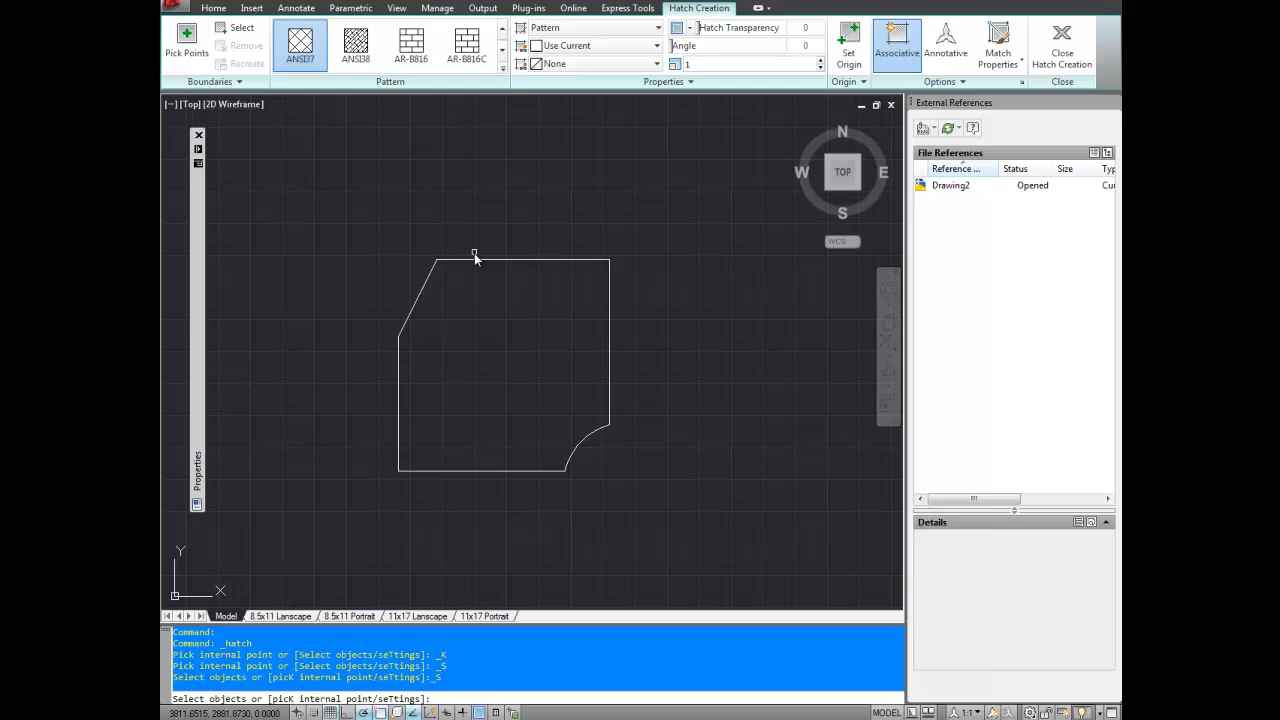 Home Insert Annotate Parametric View Manage Output Plug-ins Online Express Tools Hatch Creation
Pick Points
Select
Remove
Recreate
Boundaries
ANSI37
ANSI38
AR-B816
AR-B816C
Pattern
Pattern
Use Current
None
Hatch Transparency 0
Angle 0
1
Properties
Set Origin
Origin
Associative
Annotative
Match Properties
Options
Close Hatch Creation
Close
[−] [Top] [2D Wireframe]
N
W TOP E
S
WCS
Properties
Y
X
External References
File References
Reference ... Status Size Typ
Drawing2 Opened Cur
Details
Model 8.5x11 Lanscape 8.5x11 Portrait 11x17 Lanscape 11x17 Portrait
Command:
Command: _hatch
Pick internal point or [Select objects/seTtings]: _K
Pick internal point or [Select objects/seTtings]: _S
Select objects or [picK internal point/seTtings]:_S
Select objects or [picK internal point/seTtings]:
3811.6515, 2881.8730, 0.0000
MODEL
1:1